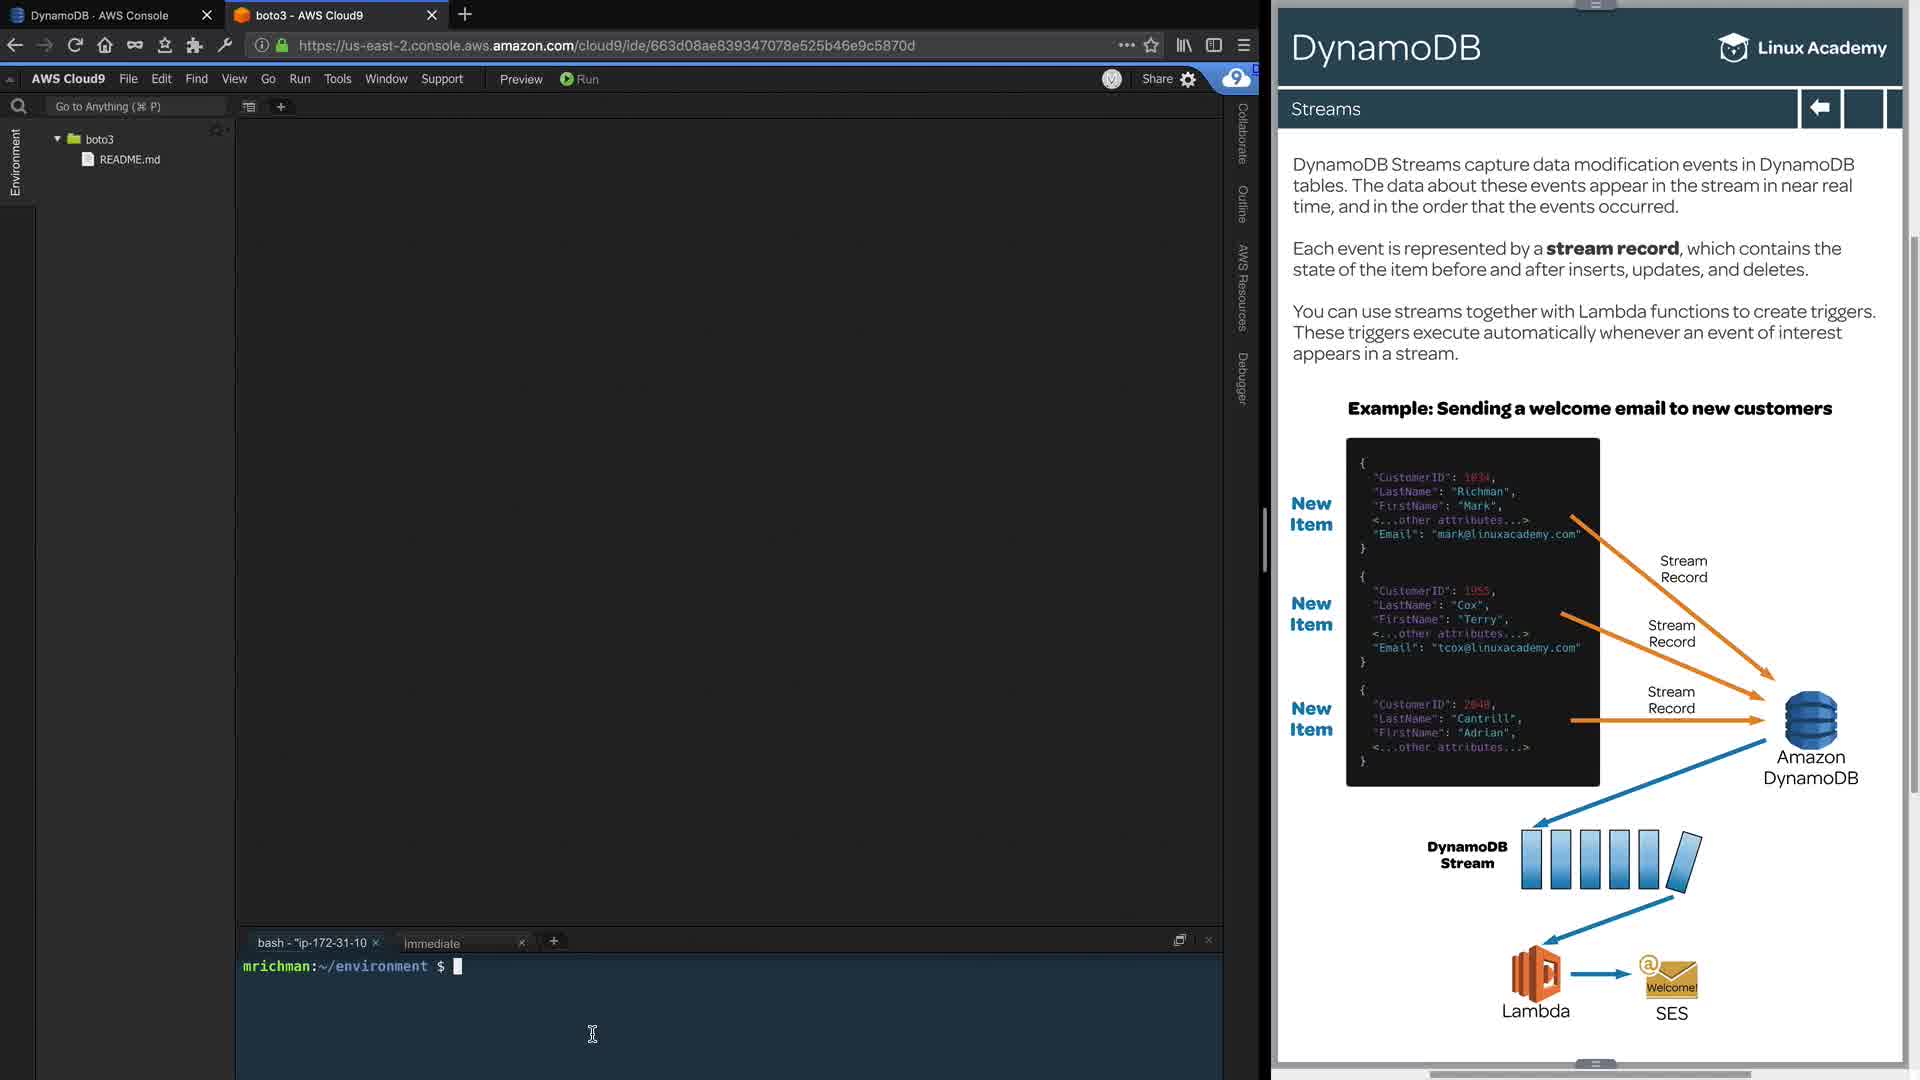 DynamoDB · AWS Console
boto3 - AWS Cloud9
https://us-east-2.console.aws.amazon.com/cloud9/ide/663d08ae839347078e525b46e9c5870d
AWS Cloud9 File Edit Find View Go Run Tools Window Support Preview Run Share
9
Go to Anything (⌘ P)
Environment
boto3
README.md
Collaborate
Outline
AWS Resources
Debugger
bash - "ip-172-31-10
Immediate
mrichman:~/environment $
DynamoDB
Linux Academy
Streams
DynamoDB Streams capture data modification events in DynamoDB
tables. The data about these events appear in the stream in near real
time, and in the order that the events occurred.
Each event is represented by a stream record, which contains the
state of the item before and after inserts, updates, and deletes.
You can use streams together with Lambda functions to create triggers.
These triggers execute automatically whenever an event of interest
appears in a stream.
Example: Sending a welcome email to new customers
New
Item
{
"CustomerID": 1034,
"LastName": "Richman",
"FirstName": "Mark",
<...other attributes...>
"Email": "mark@linuxacademy.com"
}
New
Item
{
"CustomerID": 1955,
"LastName": "Cox",
"FirstName": "Terry",
<...other attributes...>
"Email": "tcox@linuxacademy.com"
}
New
Item
{
"CustomerID": 2048,
"LastName": "Cantrill",
"FirstName": "Adrian",
<...other attributes...>
}
Stream
Record
Stream
Record
Stream
Record
Amazon
DynamoDB
DynamoDB
Stream
Lambda
@
Welcome!
SES